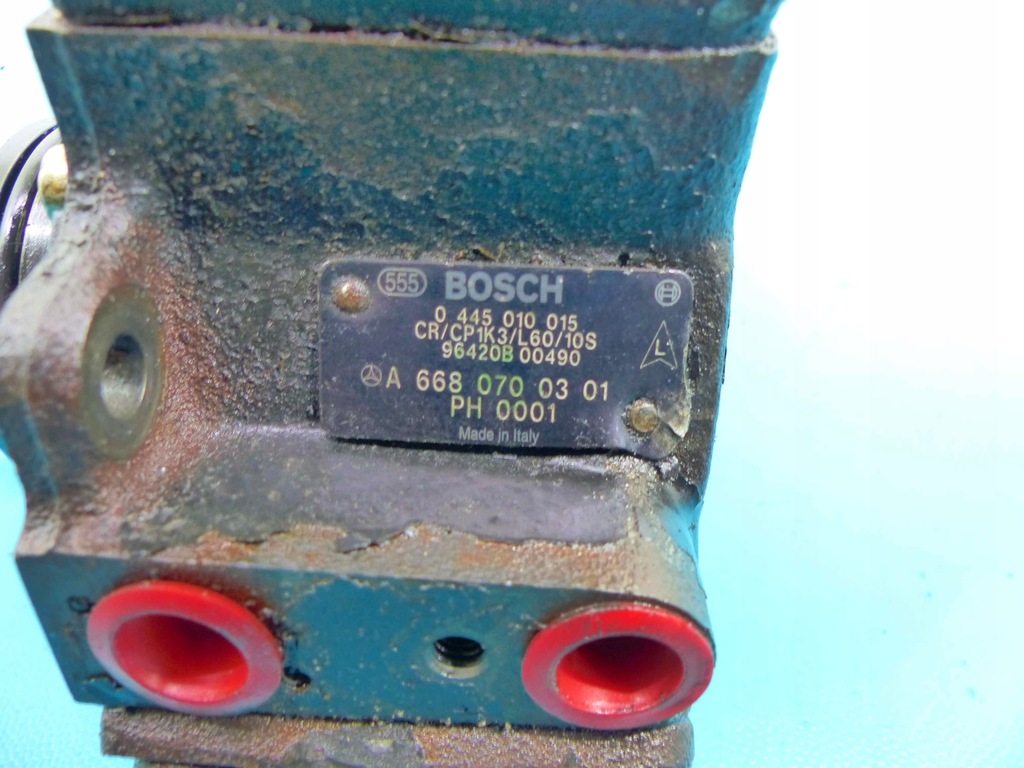 555 BOSCH
0 445 010 015
CR/CP1K3/L60/10S
96420B 00490
L
A 668 070 03 01
PH 0001
Made in Italy